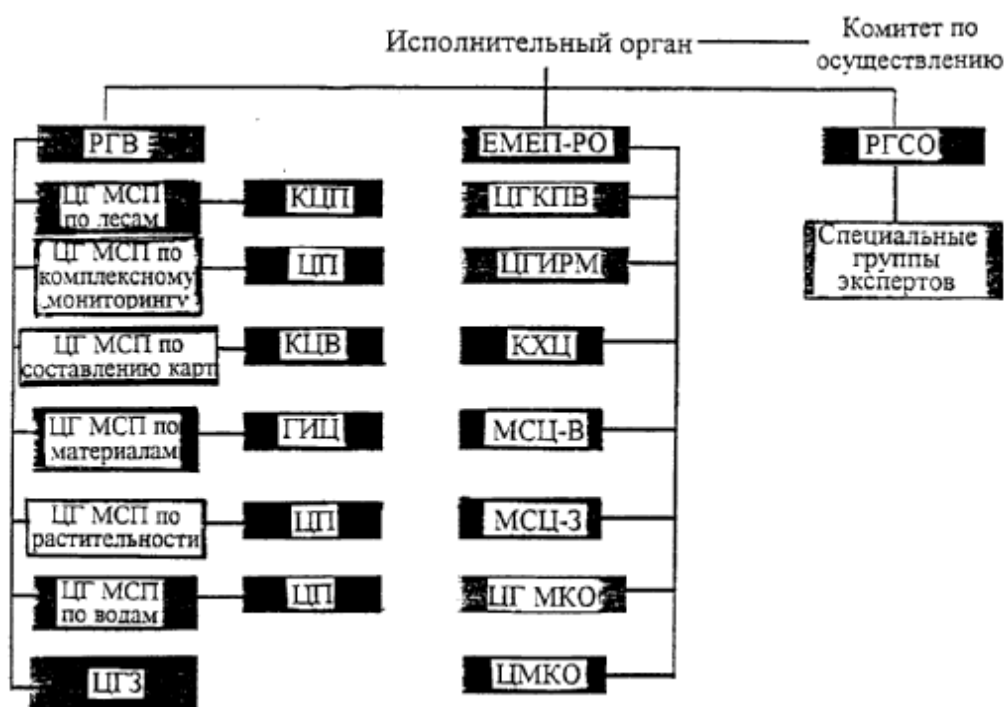 Исполнительный орган
Комитет по
осуществлению
РГВ
ЕМЕП-РО
РГСО
ЦГ МСП
по лесам
КЦП
ЦГКПВ
Специальные
группы
экспертов
ЦГ МСП по
комплексному
мониторингу
ЦП
ЦГИРМ
ЦГ МСП по
составлению карт
КЦВ
КХЦ
ЦГ МСП по
материалам
ГИЦ
МСЦ-В
ЦГ МСП по
растительности
ЦП
МСЦ-З
ЦГ МСП
по водам
ЦП
ЦГ МКО
ЦГЗ
ЦМКО